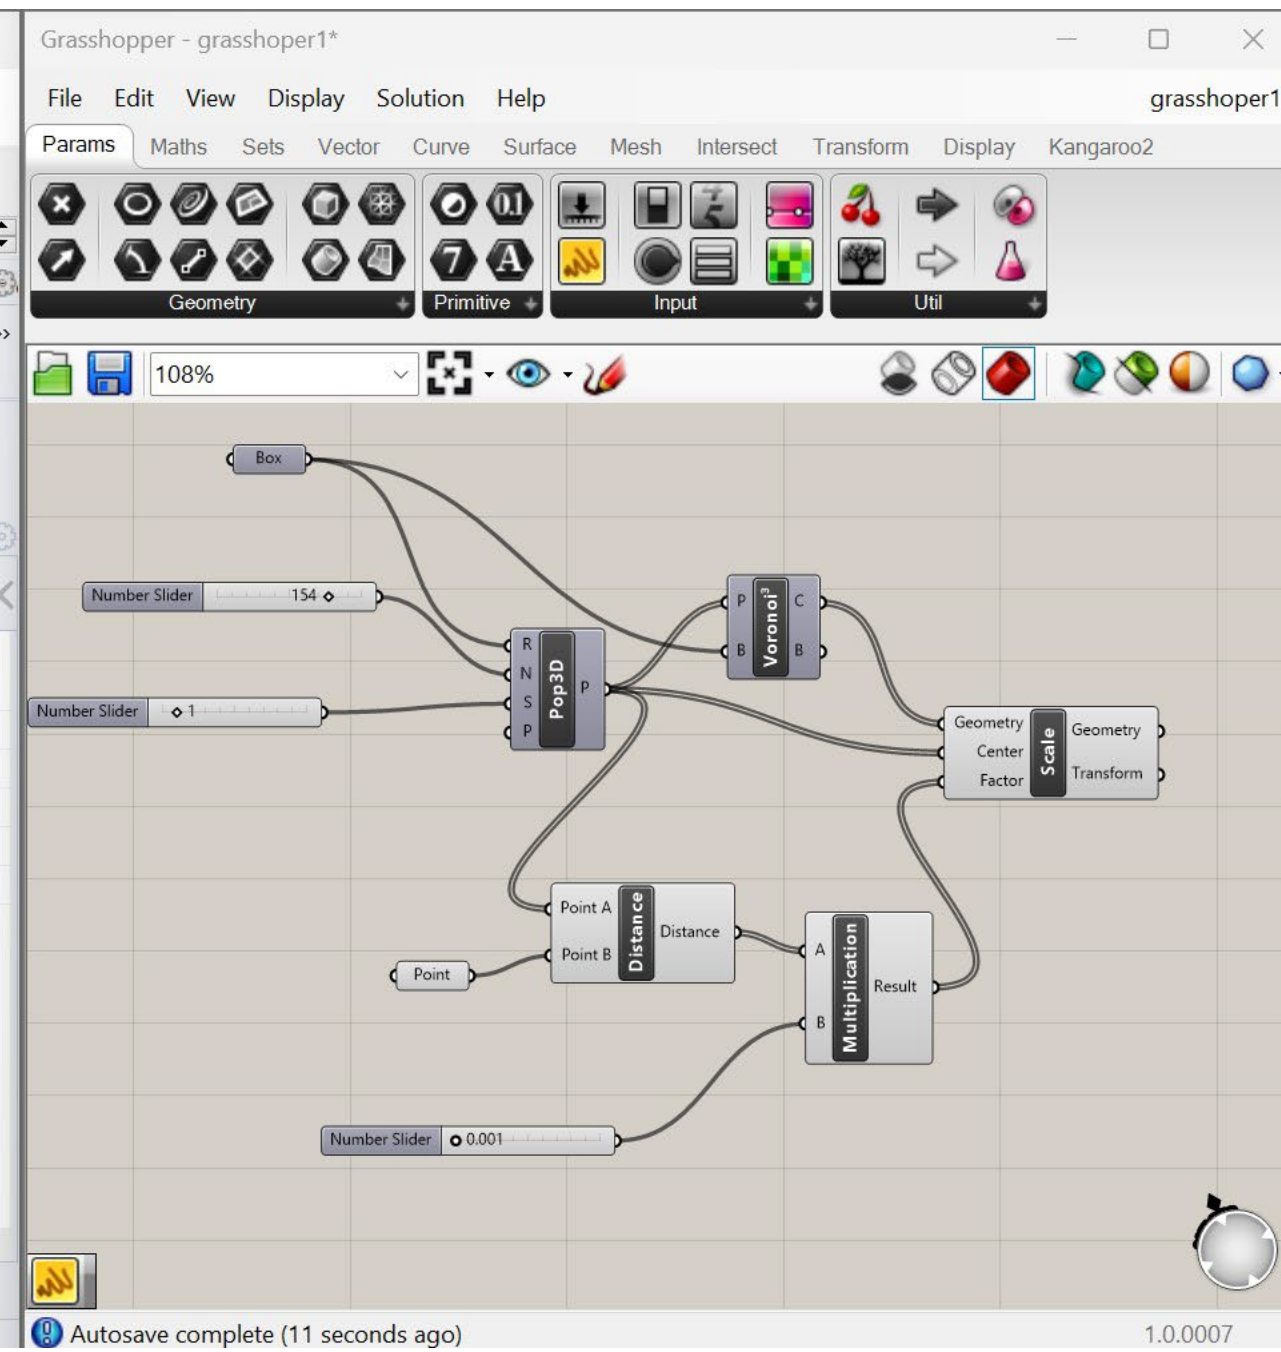 Grasshopper - grasshoper1*
File Edit View Display Solution Help grasshoper1
Params Maths Sets Vector Curve Surface Mesh Intersect Transform Display Kangaroo2
0.1 5
7 A
Geometry Primitive Input Util
108%
Box
Number Slider 154
Number Slider 1
R
N
S
P
Pop3D
P
P
B
Voronoi³
C
B
Geometry
Center
Factor
Scale
Geometry
Transform
Point A
Point B
Distance
Distance
Point
A
B
Multiplication
Result
Number Slider 0.001
Autosave complete (11 seconds ago) 1.0.0007